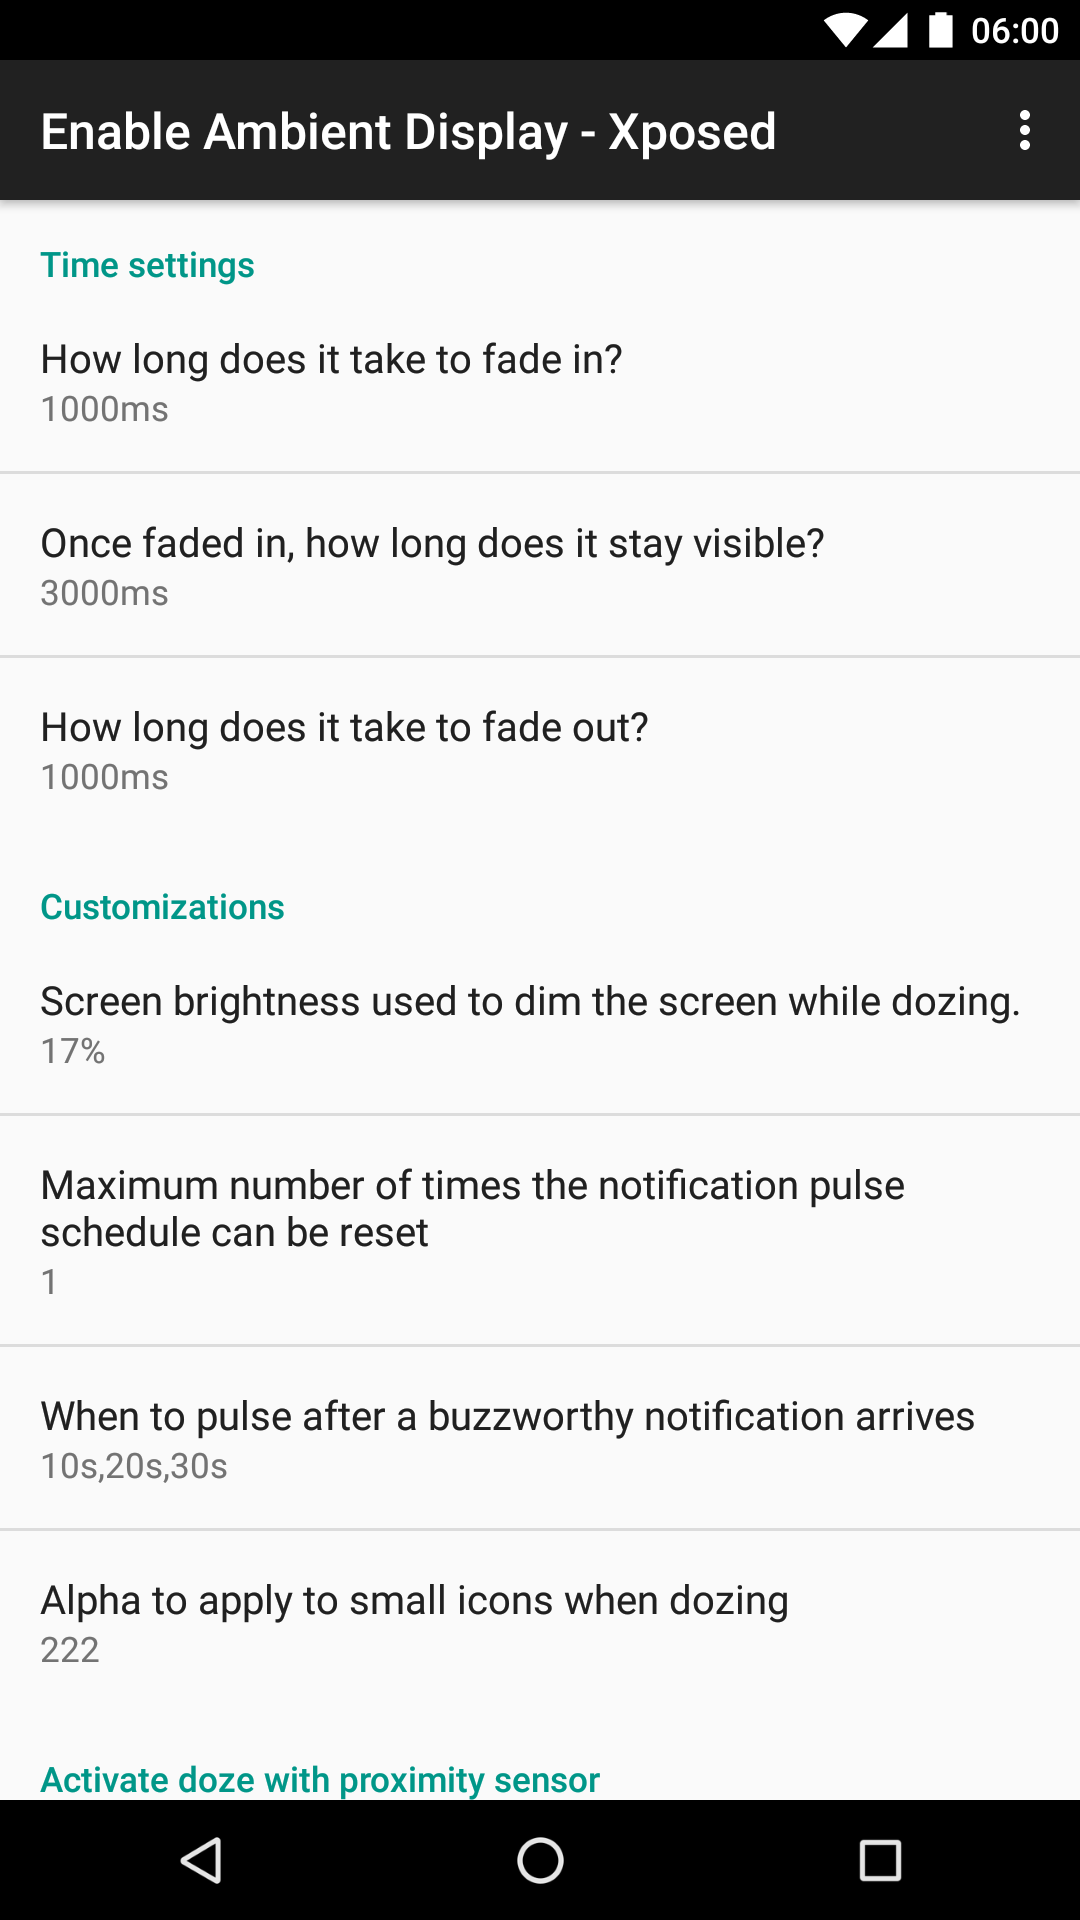 06:00
Enable Ambient Display - Xposed
Time settings
How long does it take to fade in?
1000ms
Once faded in, how long does it stay visible?
3000ms
How long does it take to fade out?
1000ms
Customizations
Screen brightness used to dim the screen while dozing.
17%
Maximum number of times the notification pulse
schedule can be reset
1
When to pulse after a buzzworthy notification arrives
10s,20s,30s
Alpha to apply to small icons when dozing
222
Activate doze with proximity sensor